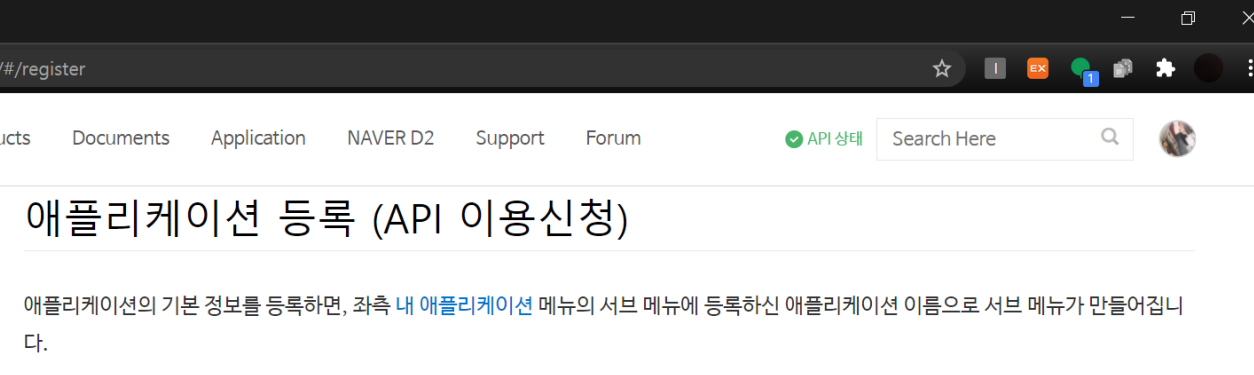 /#/register
I
EX
1
ucts Documents Application NAVER D2 Support Forum API 상태 Search Here
애플리케이션 등록 (API 이용신청)
애플리케이션의 기본 정보를 등록하면, 좌측 내 애플리케이션 메뉴의 서브 메뉴에 등록하신 애플리케이션 이름으로 서브 메뉴가 만들어집니
다.